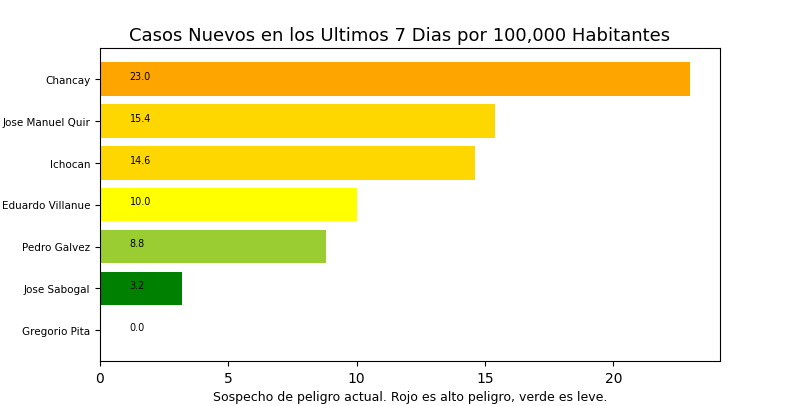 Casos Nuevos en los Ultimos 7 Dias por 100,000 Habitantes
Chancay 23.0
Jose Manuel Quir 15.4
Ichocan 14.6
Eduardo Villanue 10.0
Pedro Galvez 8.8
Jose Sabogal 3.2
Gregorio Pita 0.0
0 5 10 15 20
Sospecho de peligro actual. Rojo es alto peligro, verde es leve.